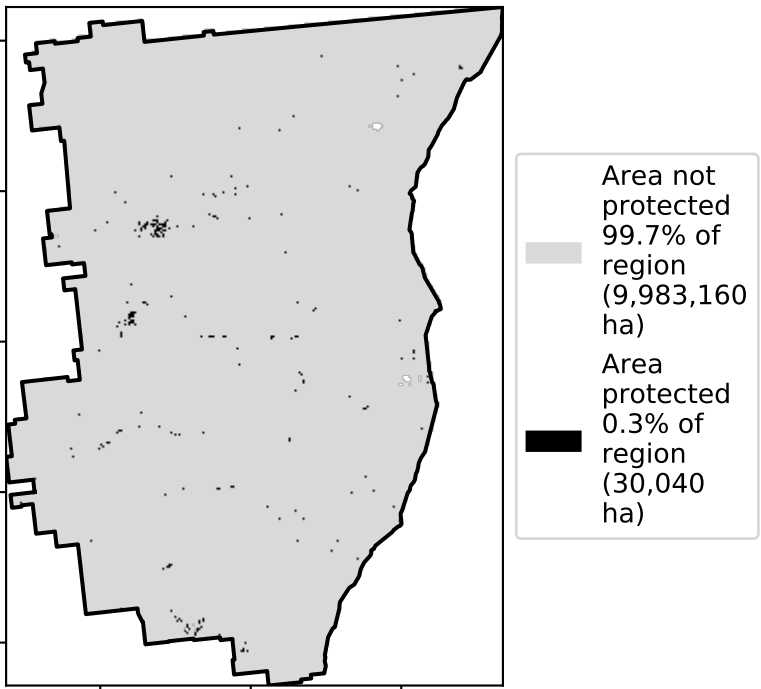 Area not
protected
99.7% of
region
(9,983,160
ha)
Area
protected
0.3% of
region
(30,040
ha)